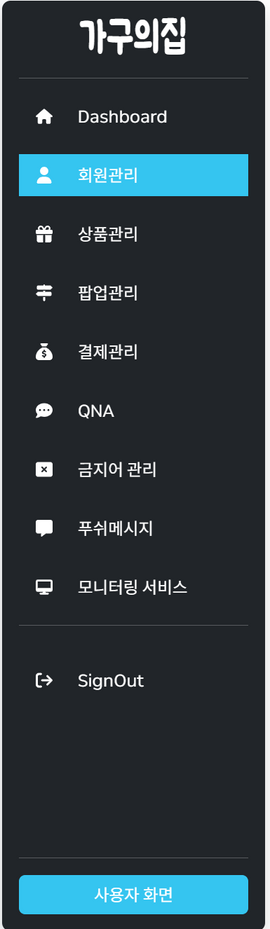 가구의집
Dashboard
회원관리
상품관리
팝업관리
결제관리
QNA
금지어 관리
푸쉬메시지
모니터링 서비스
SignOut
사용자 화면